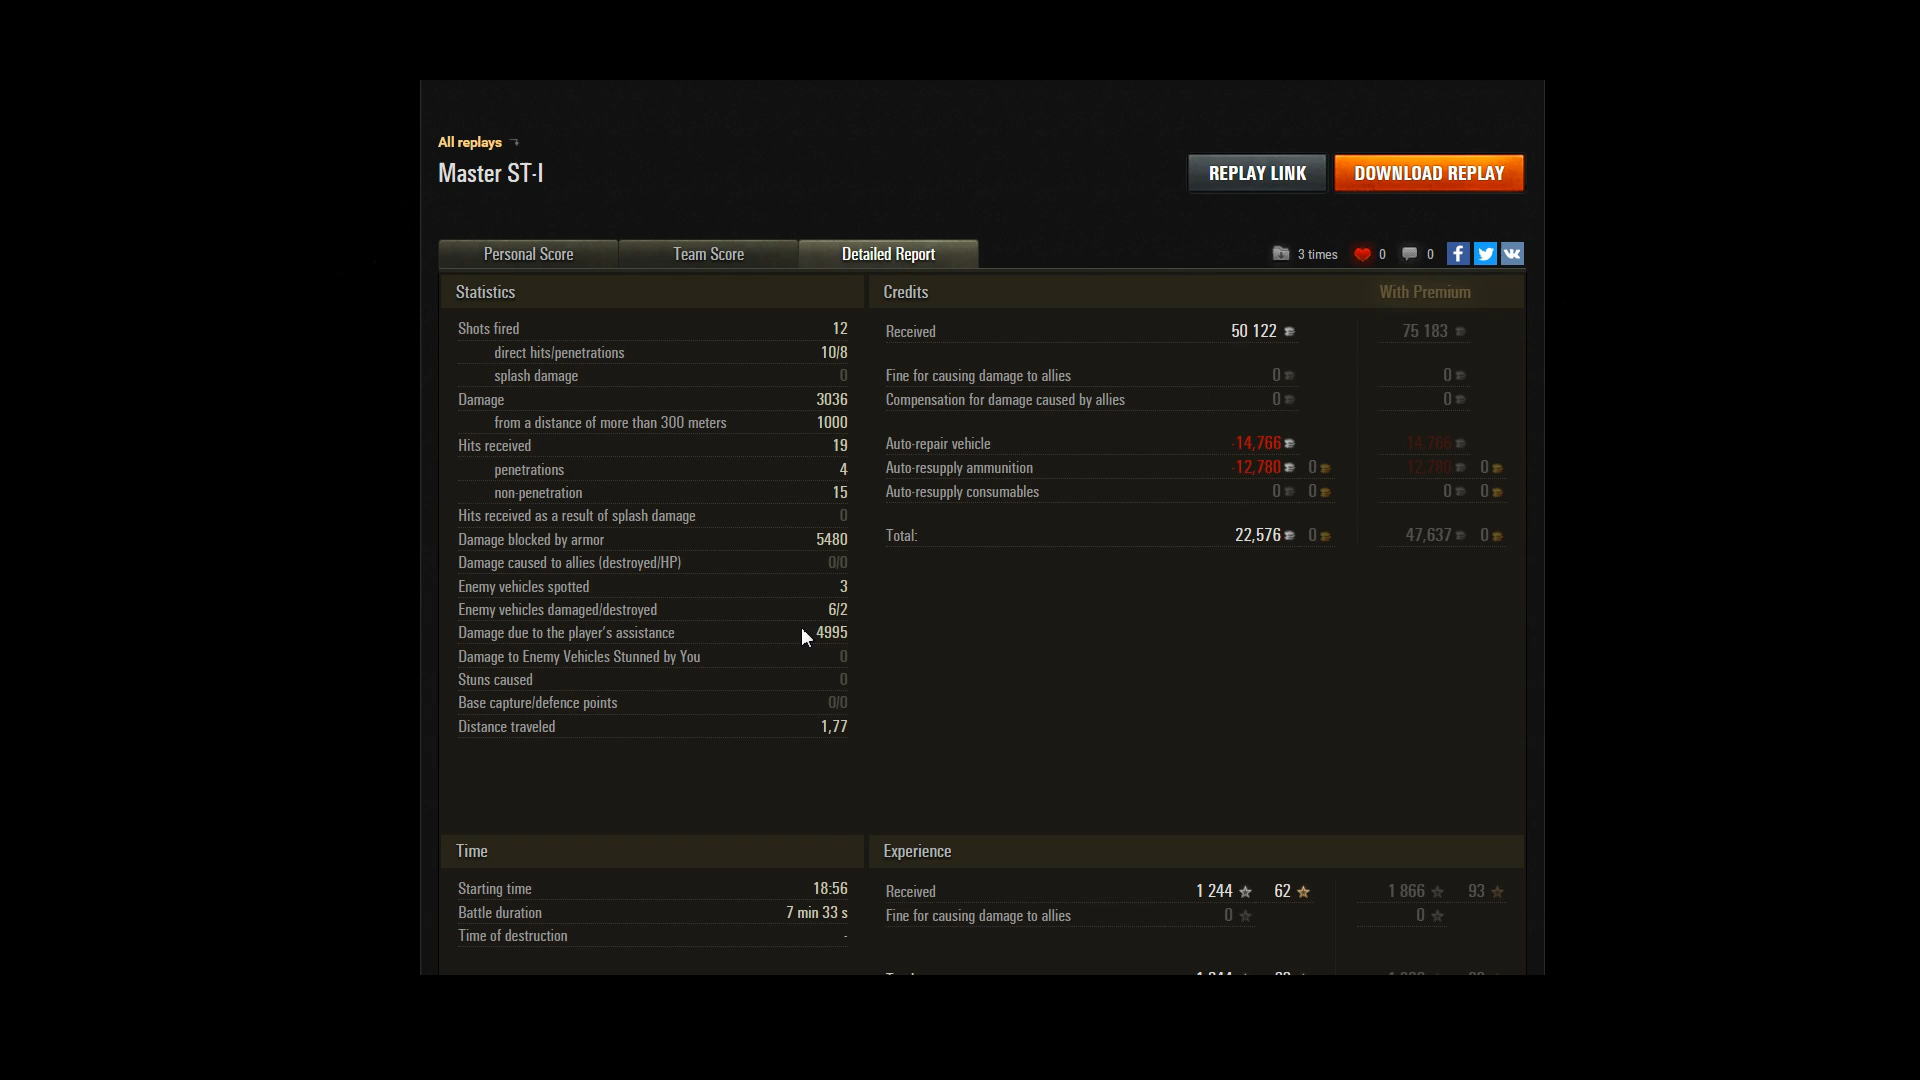 All replays
Master ST-I
REPLAY LINK
DOWNLOAD REPLAY
Personal Score
Team Score
Detailed Report
3 times 0 0
Statistics
Shots fired 12
direct hits/penetrations 10/8
splash damage 0
Damage 3036
from a distance of more than 300 meters 1000
Hits received 19
penetrations 4
non-penetration 15
Hits received as a result of splash damage 0
Damage blocked by armor 5480
Damage caused to allies (destroyed/HP) 0/0
Enemy vehicles spotted 3
Enemy vehicles damaged/destroyed 6/2
Damage due to the player's assistance 4995
Damage to Enemy Vehicles Stunned by You 0
Stuns caused 0
Base capture/defence points 0/0
Distance traveled 1,77
Credits With Premium
Received 50 122 75 183
Fine for causing damage to allies 0 0
Compensation for damage caused by allies 0 0
Auto-repair vehicle -14,766 14,766
Auto-resupply ammunition -12,780 0 12,780 0
Auto-resupply consumables 0 0 0 0
Total: 22,576 0 47,637 0
Time
Starting time 18:56
Battle duration 7 min 33 s
Time of destruction -
Experience
Received 1 244 62 1 866 93
Fine for causing damage to allies 0 0